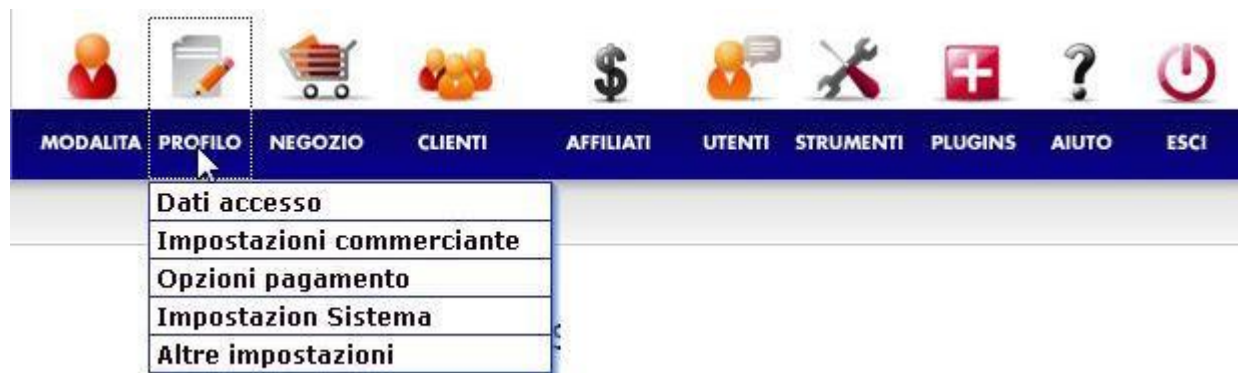 MODALITA PROFILO NEGOZIO CLIENTI AFFILIATI UTENTI STRUMENTI PLUGINS AIUTO ESCI
Dati accesso
Impostazioni commerciante
Opzioni pagamento
Impostazion Sistema
Altre impostazioni